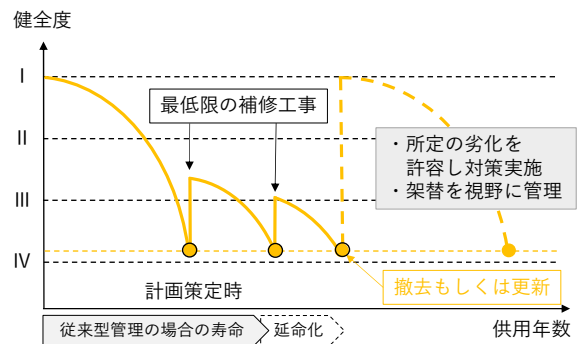 健全度
I
最低限の補修工事
II
・所定の劣化を
許容し対策実施
・架替を視野に管理
III
IV
計画策定時
撤去もしくは更新
従来型管理の場合の寿命
延命化
供用年数